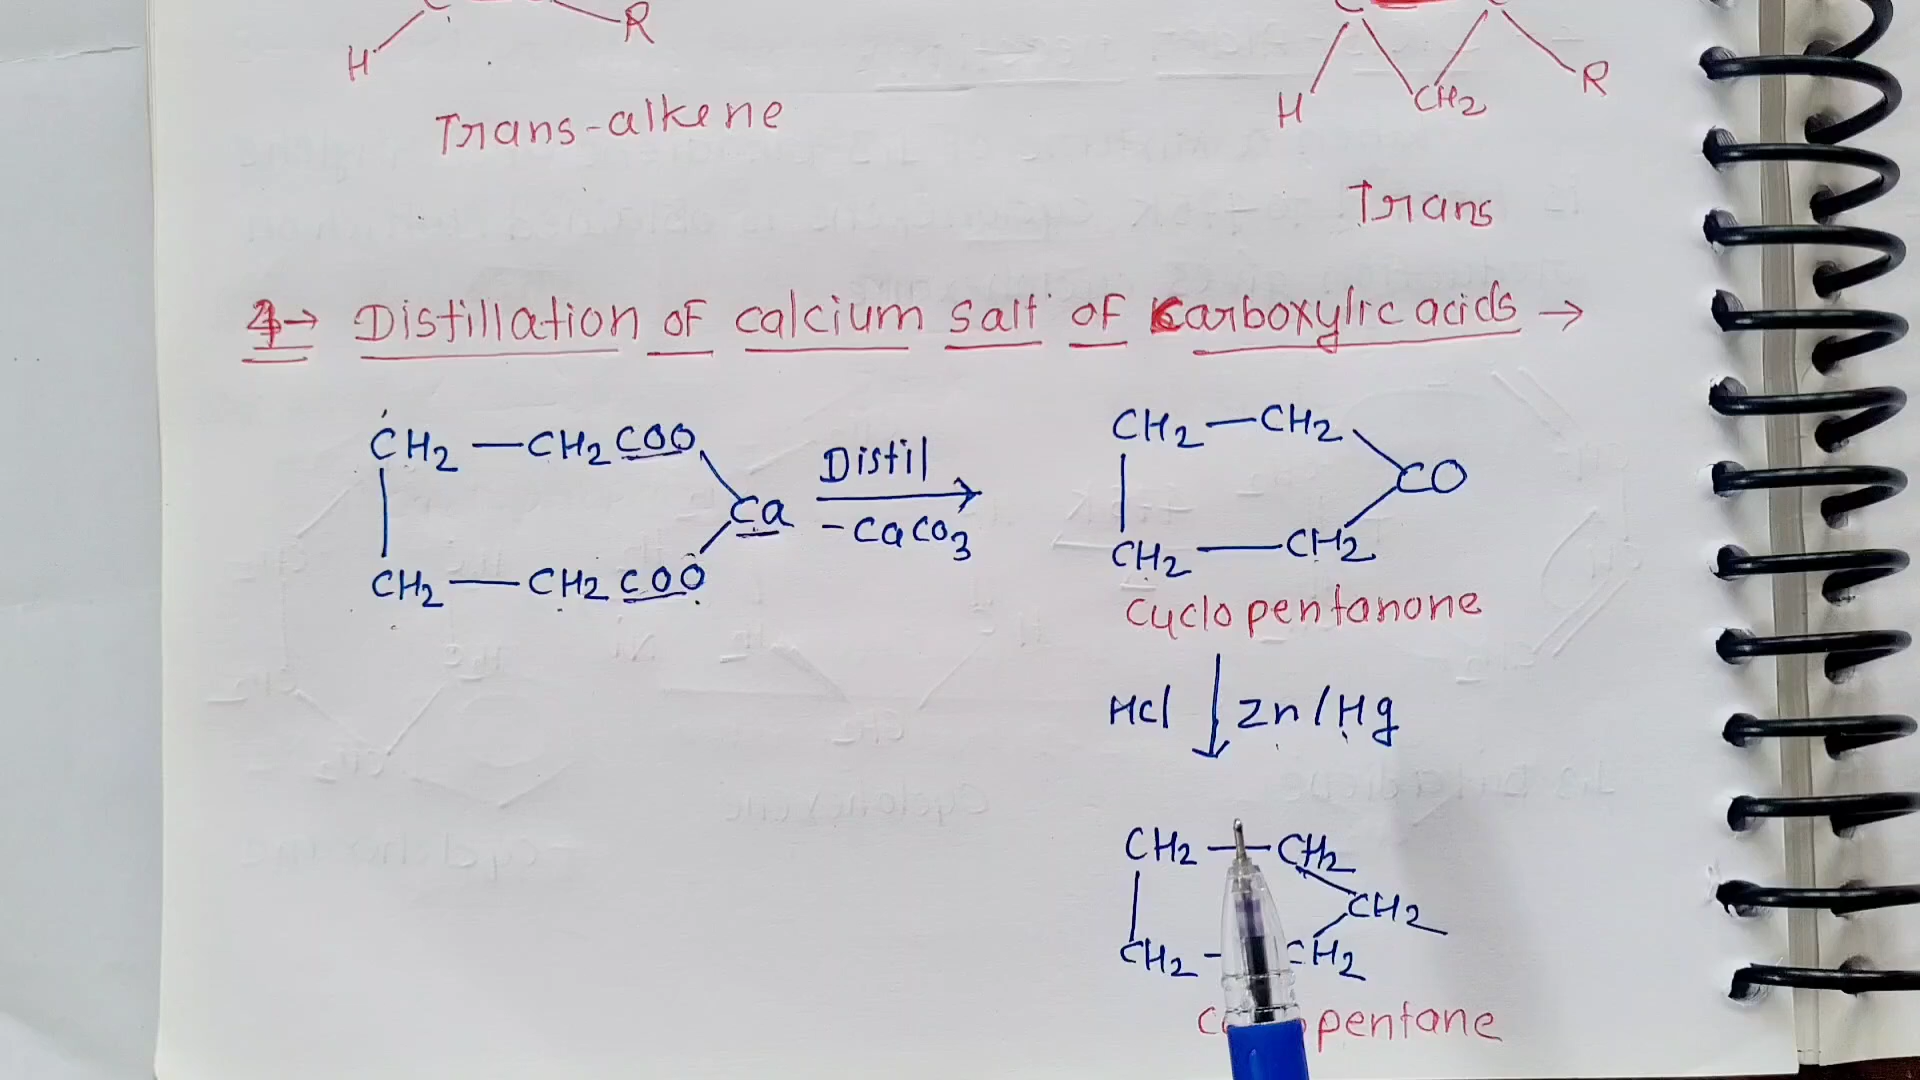 H R
Trans-alkene
H CH2 R
Trans
4→ Distillation of calcium salt of carboxylic acids →
CH2—CH2COO
CH2—CH2COO
Ca
Distil
-CaCO3
CH2—CH2
CO
CH2—CH2
Cyclopentanone
HCl Zn/Hg
CH2—CH2
CH2
CH2- CH2
pentane